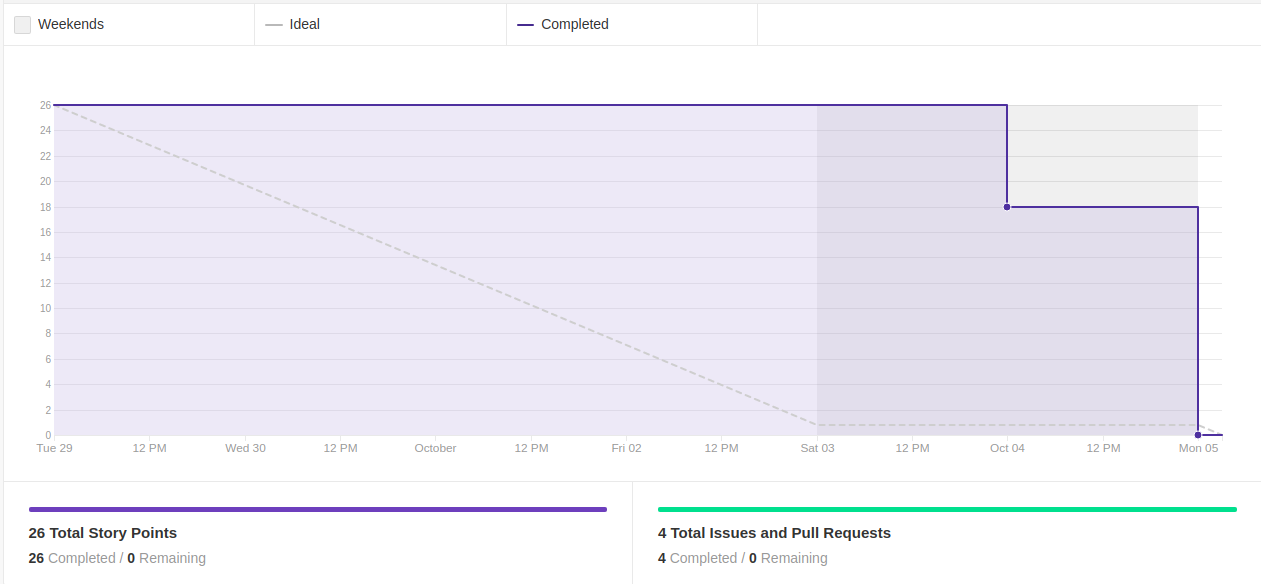 Weekends
Ideal
Completed
26
24
22
20
18
16
14
12
10
8
6
4
2
0
Tue 29 12 PM Wed 30 12 PM October 12 PM Fri 02 12 PM Sat 03 12 PM Oct 04 12 PM Mon 05
26 Total Story Points
26 Completed / 0 Remaining
4 Total Issues and Pull Requests
4 Completed / 0 Remaining